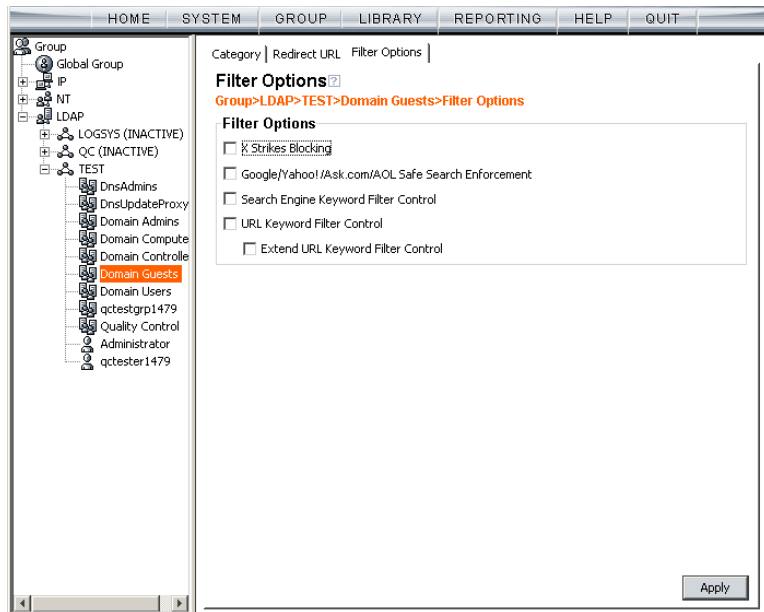 HOME SYSTEM GROUP LIBRARY REPORTING HELP QUIT
Group
Global Group
IP
NT
LDAP
LOGSYS (INACTIVE)
QC (INACTIVE)
TEST
DnsAdmins
DnsUpdateProxy
Domain Admins
Domain Compute
Domain Controlle
Domain Guests
Domain Users
qctestgrp1479
Quality Control
Administrator
qctester1479
Category Redirect URL Filter Options
Filter Options ?
Group>LDAP>TEST>Domain Guests>Filter Options
Filter Options
X Strikes Blocking
Google/Yahoo!/Ask.com/AOL Safe Search Enforcement
Search Engine Keyword Filter Control
URL Keyword Filter Control
Extend URL Keyword Filter Control
Apply